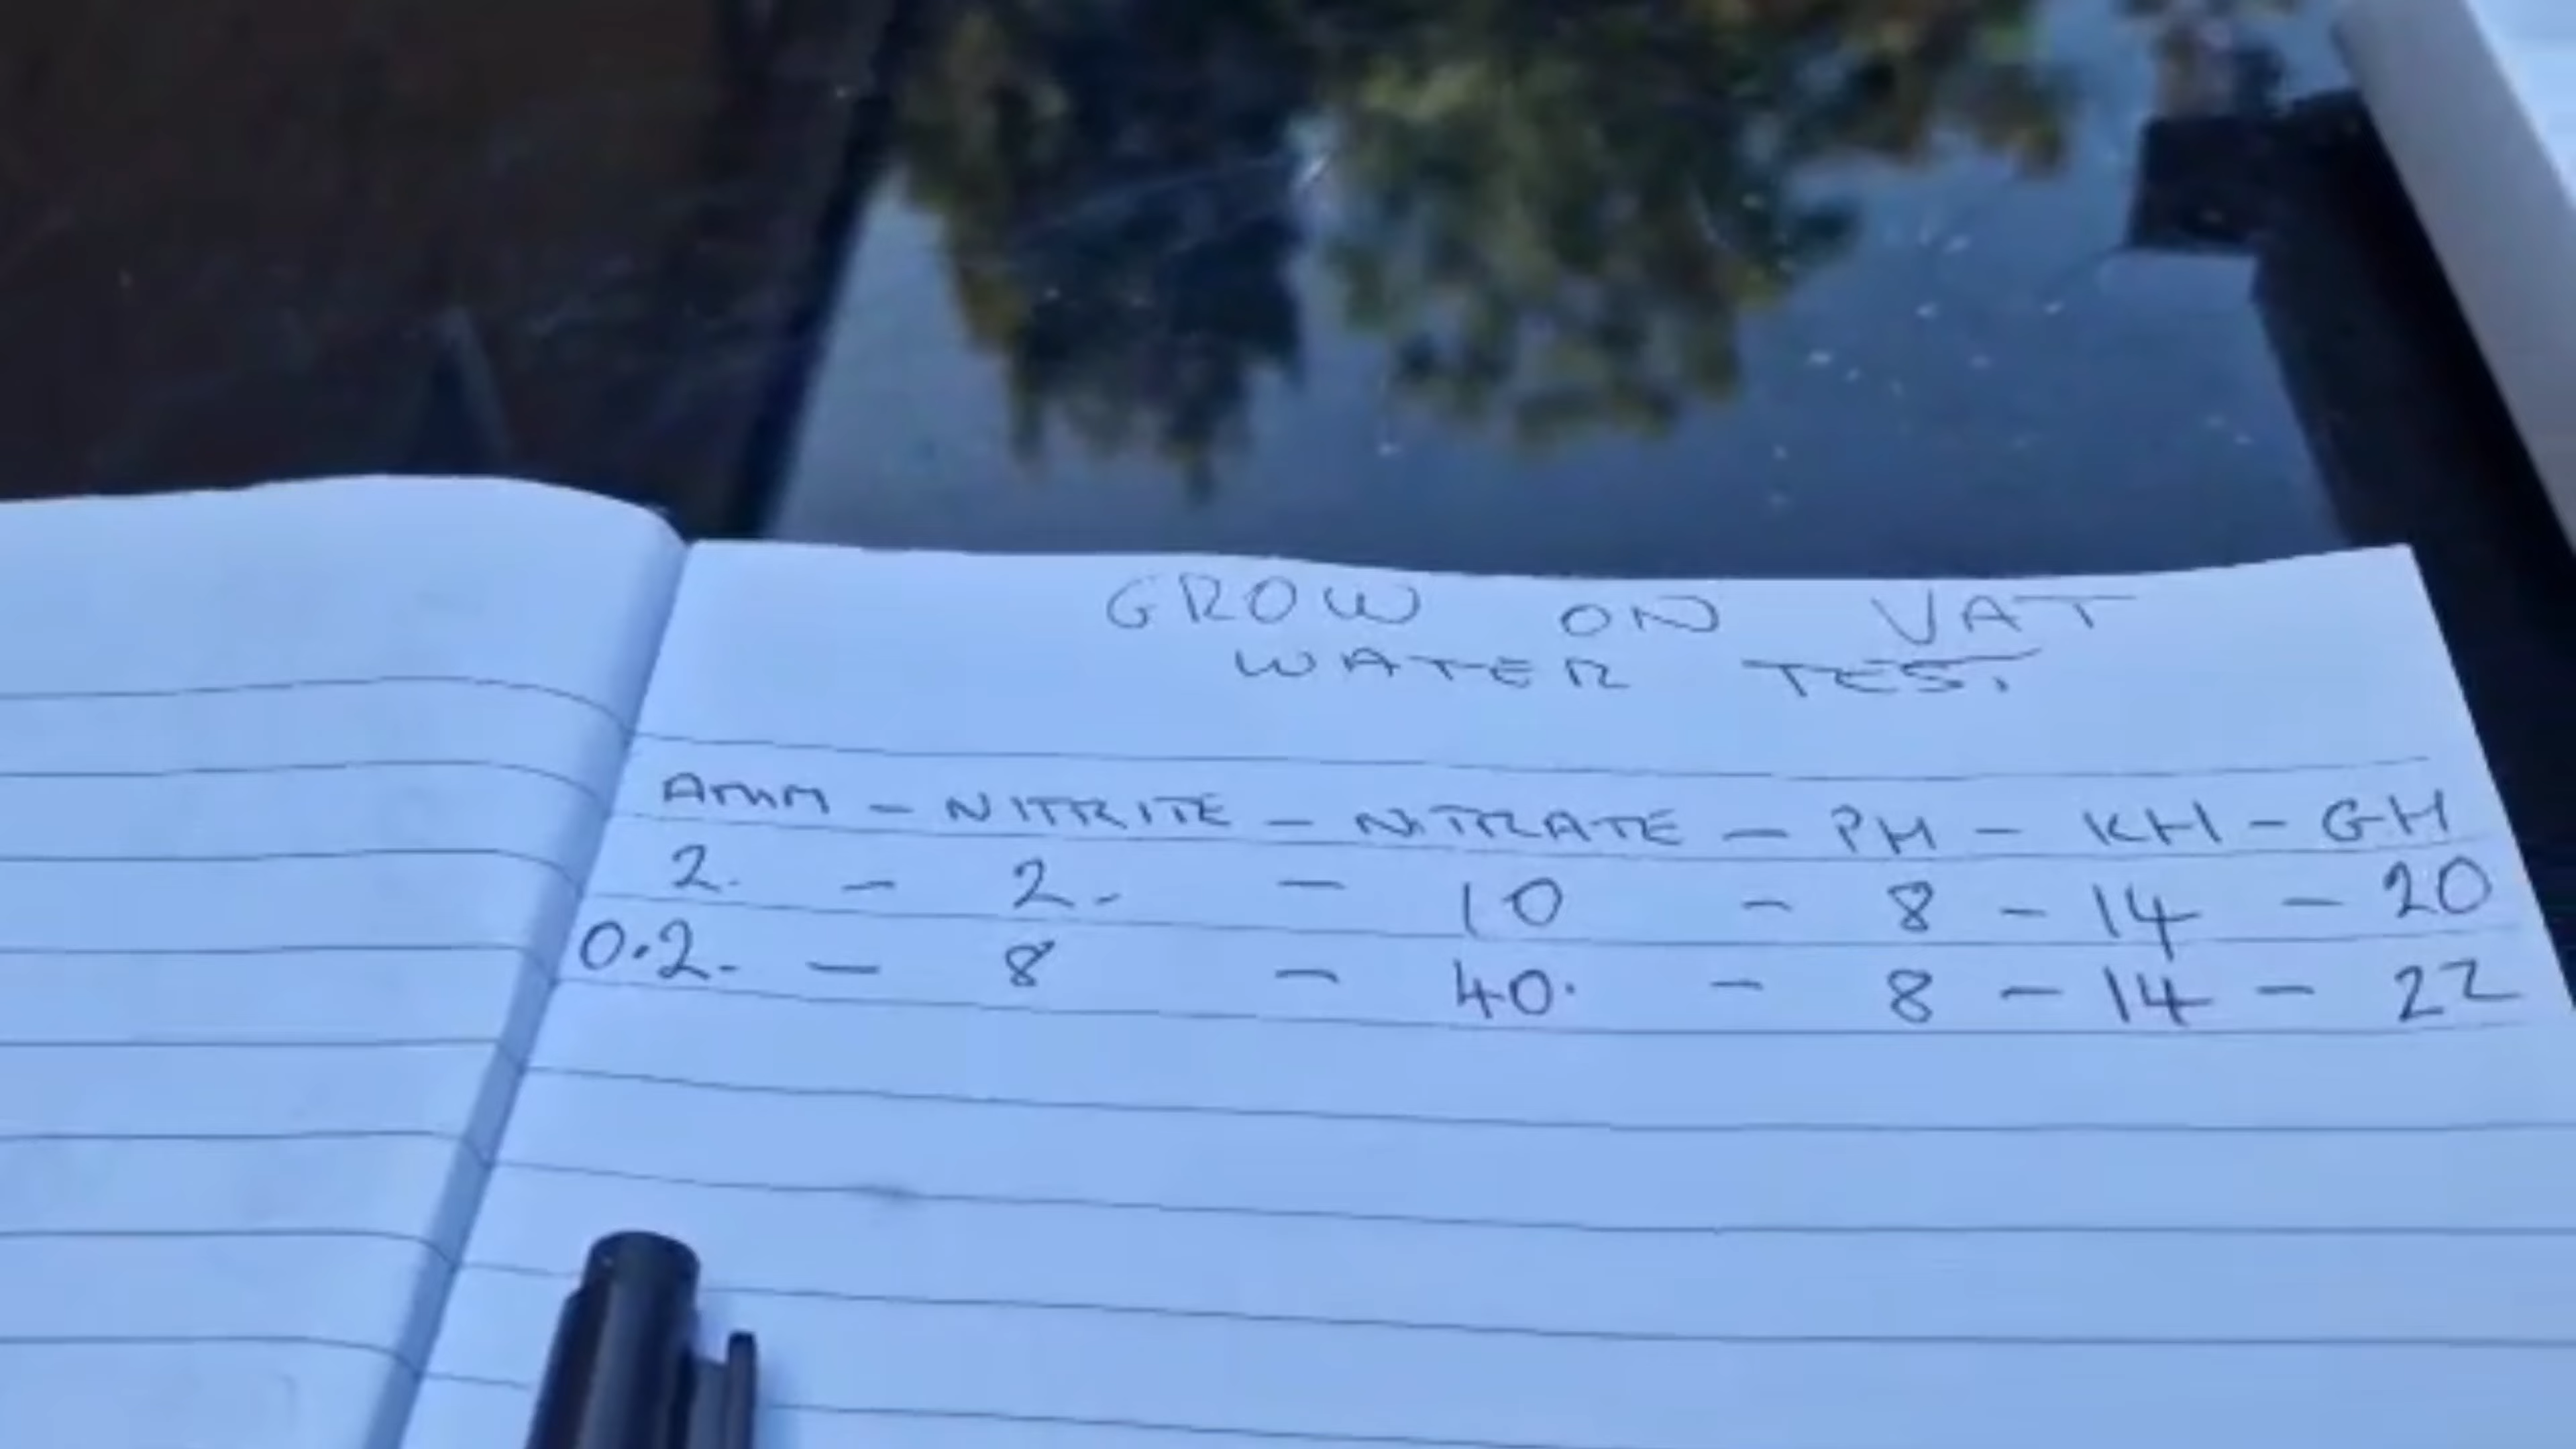 GROW ON VAT
WATER TEST
AMM - NITRITE - NITRATE - PH - KH - GH
2. - 2. - 10 - 8 - 14 - 20
0.2. - 8 - 40. - 8 - 14 - 22